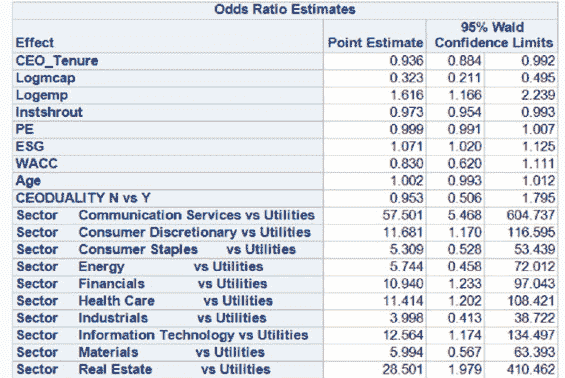 Odds Ratio Estimates
95% Wald
Effect Point Estimate Confidence Limits
CEO_Tenure 0.936 0.884 0.992
Logmcap 0.323 0.211 0.495
Logemp 1.616 1.166 2.239
Instshrout 0.973 0.954 0.993
PE 0.999 0.991 1.007
ESG 1.071 1.020 1.125
WACC 0.830 0.620 1.111
Age 1.002 0.993 1.012
CEODUALITY N vs Y 0.953 0.506 1.795
Sector Communication Services vs Utilities 57.501 5.468 604.737
Sector Consumer Discretionary vs Utilities 11.681 1.170 116.595
Sector Consumer Staples vs Utilities 5.309 0.528 53.439
Sector Energy vs Utilities 5.744 0.458 72.012
Sector Financials vs Utilities 10.940 1.233 97.043
Sector Health Care vs Utilities 11.414 1.202 108.421
Sector Industrials vs Utilities 3.998 0.413 38.722
Sector Information Technology vs Utilities 12.564 1.174 134.497
Sector Materials vs Utilities 5.994 0.567 63.393
Sector Real Estate vs Utilities 28.501 1.979 410.462